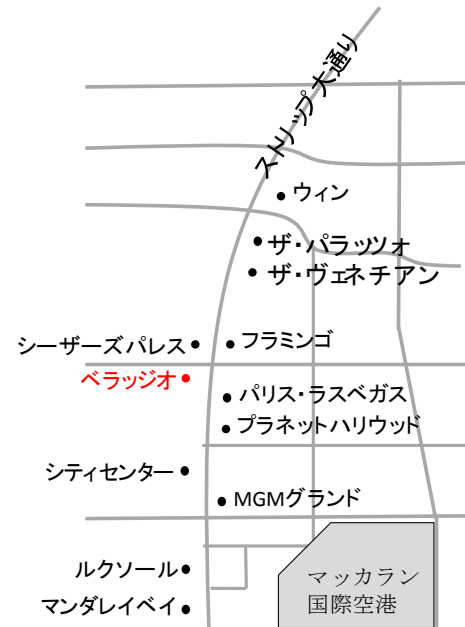 ストリップ大通り
ウィン
ザ・パラッツォ
ザ・ヴェネチアン
シーザーズパレス
フラミンゴ
ベラッジオ
パリス・ラスベガス
プラネットハリウッド
シティセンター
MGMグランド
ルクソール
マッカラン
国際空港
マンダレイベイ